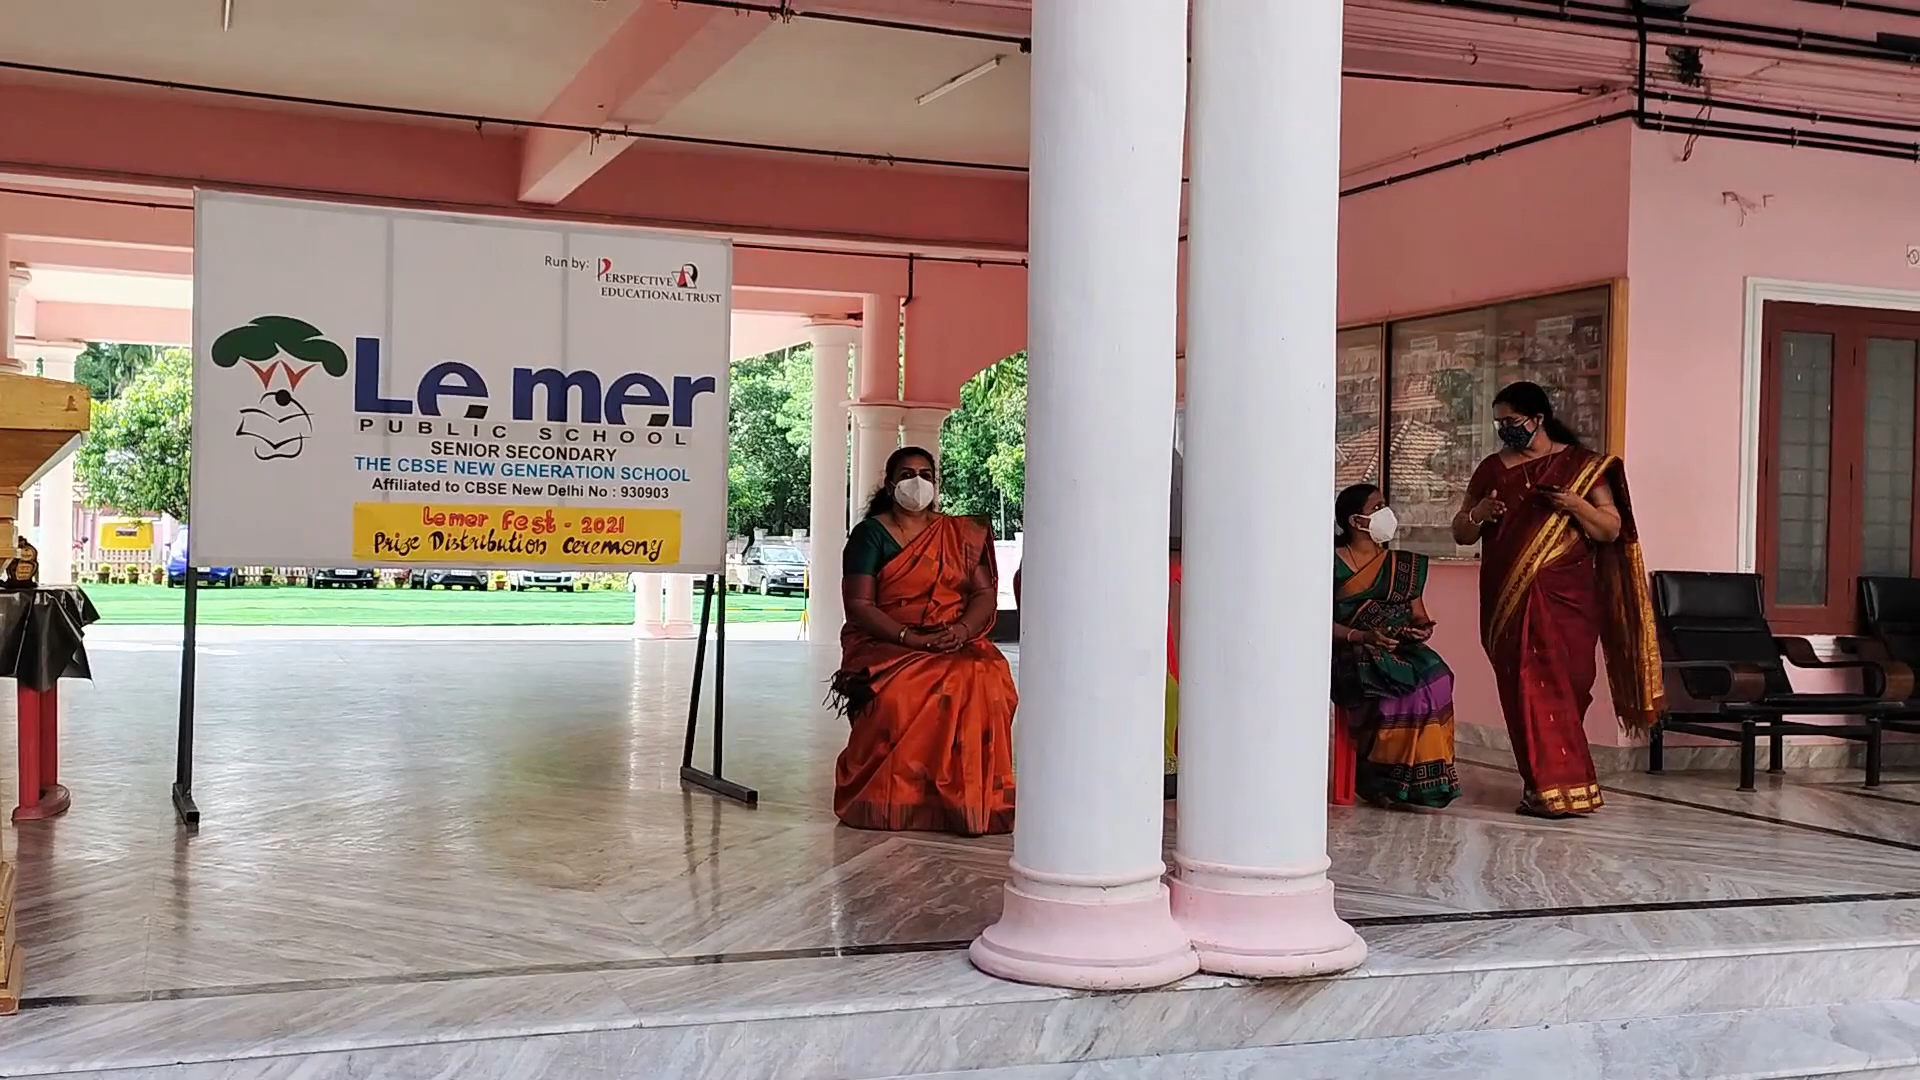 Run by: PERSPECTIVE
EDUCATIONAL TRUST
Le mer
PUBLIC SCHOOL
SENIOR SECONDARY
THE CBSE NEW GENERATION SCHOOL
Affiliated to CBSE New Delhi No : 930903
Lemer Fest - 2021
Prize Distribution Ceremony